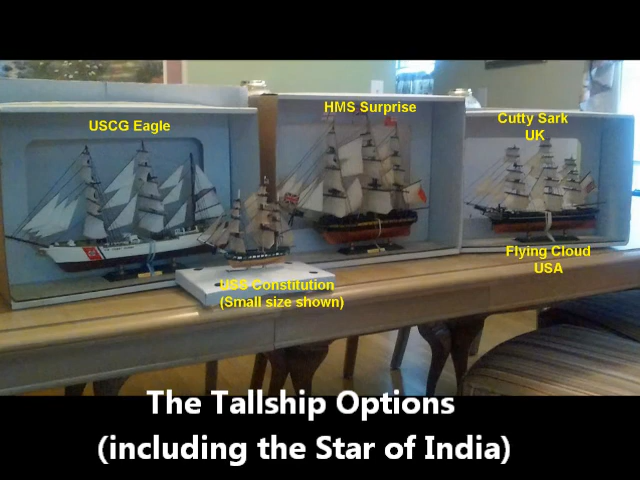 USCG Eagle
HMS Surprise
Cutty Sark
UK
Flying Cloud
USA
USS Constitution
(Small size shown)
The Tallship Options
(including the Star of India)